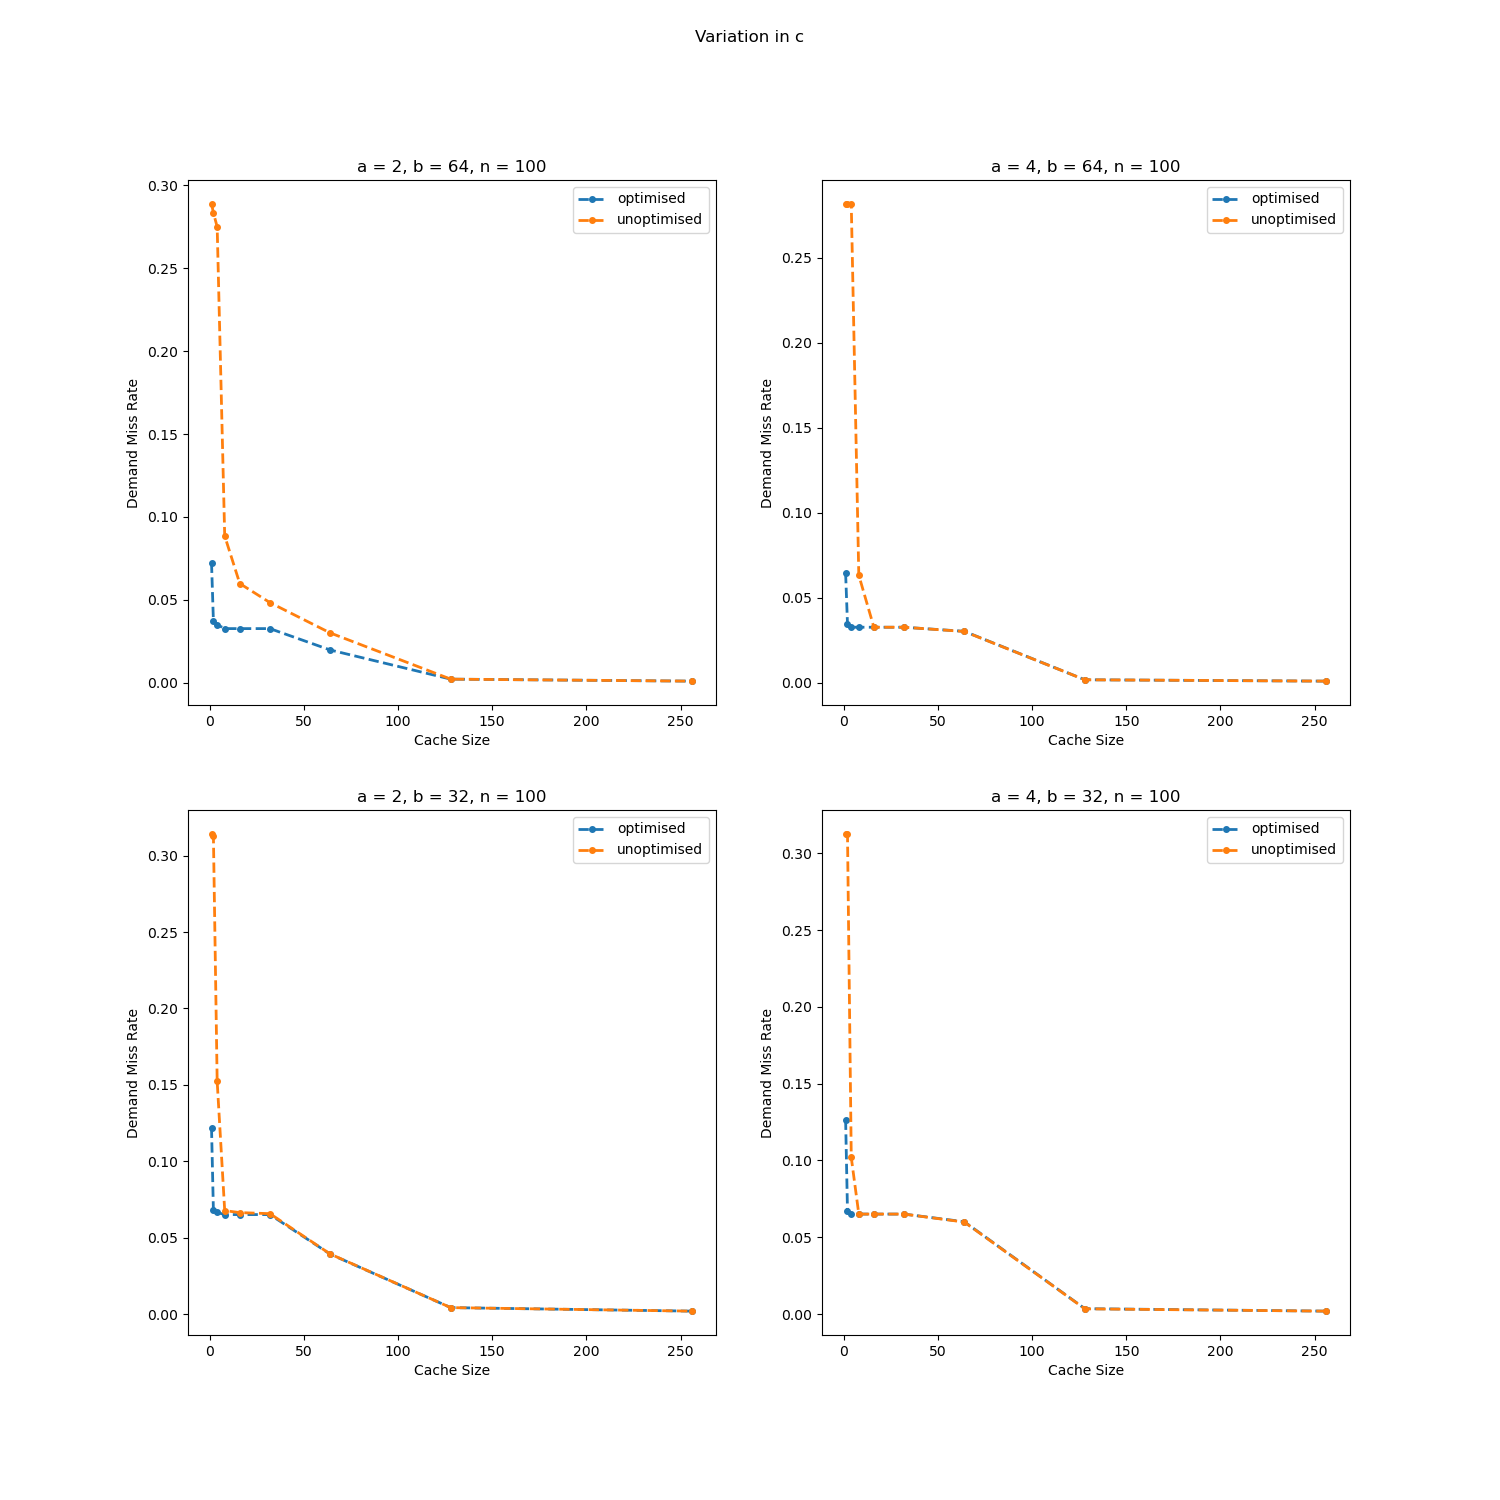 Variation in c
a = 2, b = 64, n = 100
optimised
unoptimised
0.30
0.25
0.20
0.15
0.10
0.05
0.00
Demand Miss Rate
0 50 100 150 200 250
Cache Size
a = 4, b = 64, n = 100
optimised
unoptimised
0.25
0.20
0.15
0.10
0.05
0.00
Demand Miss Rate
0 50 100 150 200 250
Cache Size
a = 2, b = 32, n = 100
optimised
unoptimised
0.30
0.25
0.20
0.15
0.10
0.05
0.00
Demand Miss Rate
0 50 100 150 200 250
Cache Size
a = 4, b = 32, n = 100
optimised
unoptimised
0.30
0.25
0.20
0.15
0.10
0.05
0.00
Demand Miss Rate
0 50 100 150 200 250
Cache Size